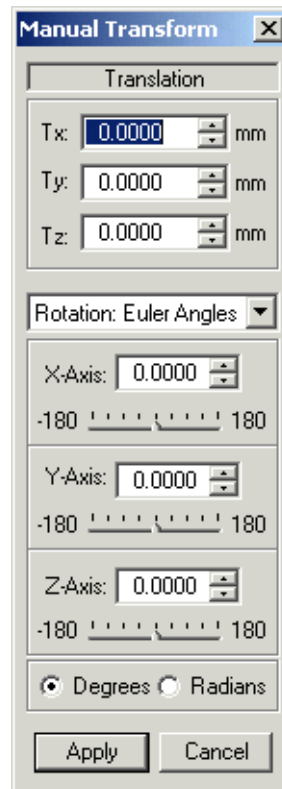 Manual Transform
Translation
Tx: 0.0000 mm
Ty: 0.0000 mm
Tz: 0.0000 mm
Rotation: Euler Angles
X-Axis: 0.0000
-180 180
Y-Axis: 0.0000
-180 180
Z-Axis: 0.0000
-180 180
Degrees Radians
Apply Cancel